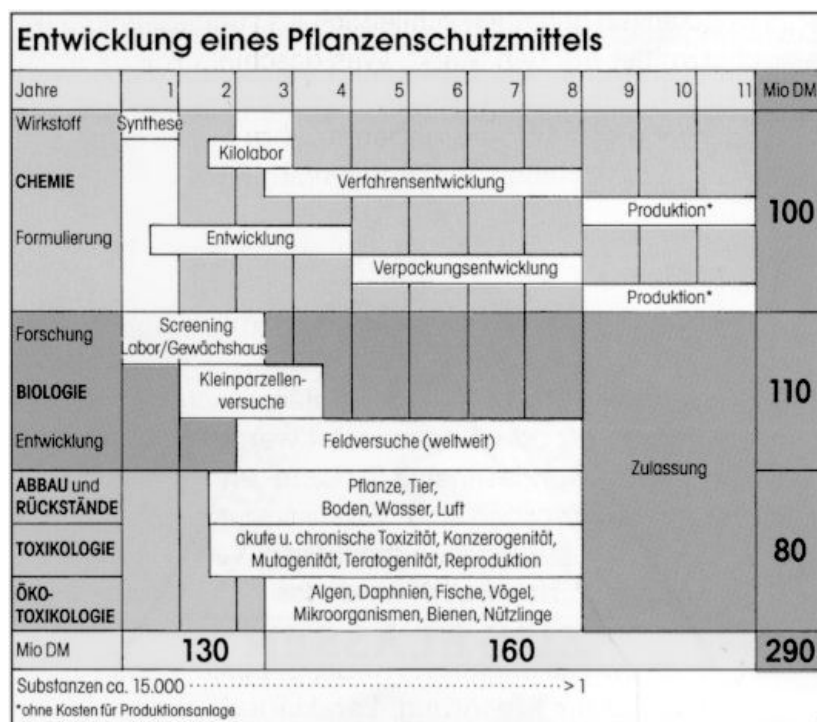 Entwicklung eines Pflanzenschutzmittels
Jahre 1 2 3 4 5 6 7 8 9 10 11 Mio DM
Wirkstoff Synthese
Kilolabor
CHEMIE Verfahrensentwicklung
Produktion* 100
Formulierung Entwicklung
Verpackungsentwicklung
Produktion*
Forschung Screening
Labor/Gewächshaus
BIOLOGIE Kleinparzellen-
versuche 110
Entwicklung Feldversuche (weltweit)
Zulassung
ABBAU und Pflanze, Tier,
RÜCKSTÄNDE Boden, Wasser, Luft
TOXIKOLOGIE akute u. chronische Toxizität, Kanzerogenität,
Mutagenität, Teratogenität, Reproduktion 80
ÖKO- Algen, Daphnien, Fische, Vögel,
TOXIKOLOGIE Mikroorganismen, Bienen, Nützlinge
Mio DM 130 160 290
Substanzen ca. 15.000 ........ > 1
*ohne Kosten für Produktionsanlage